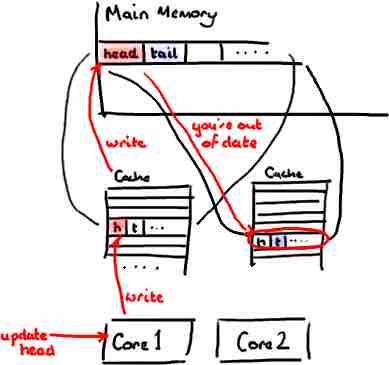 Main Memory
head tail ....
you're out
of date
write
Cache
Cache
h t ...
h t ....
....
write
update
head
Core 1
Core 2